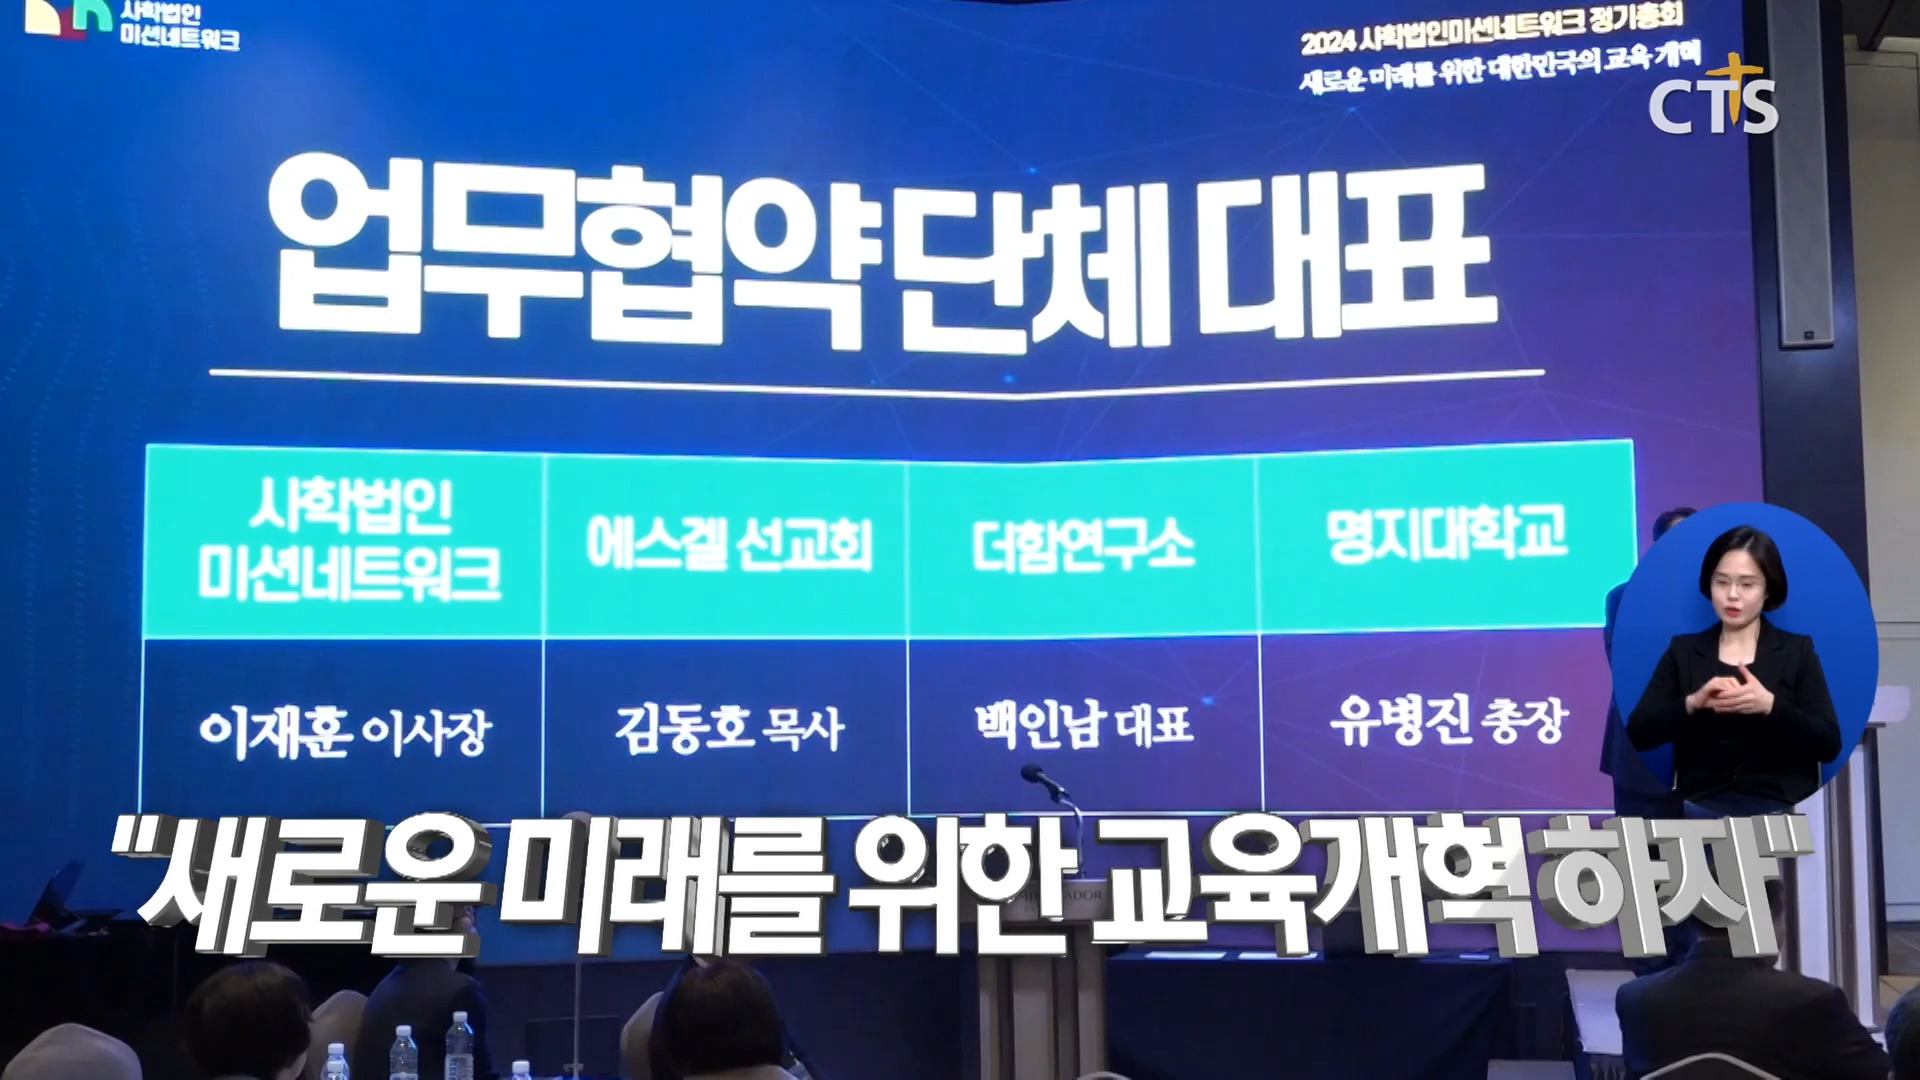 사학법인
미션네트워크
2024 사학법인미션네트워크 정기총회
새로운 미래를 위한 대한민국의 교육 개혁
CTS
업무협약 단체 대표
사학법인
미션네트워크
에스겔 선교회
더함연구소
명지대학교
이재훈 이사장
김동호 목사
백인남 대표
유병진 총장
"새로운 미래를 위한 교육개혁 하자"